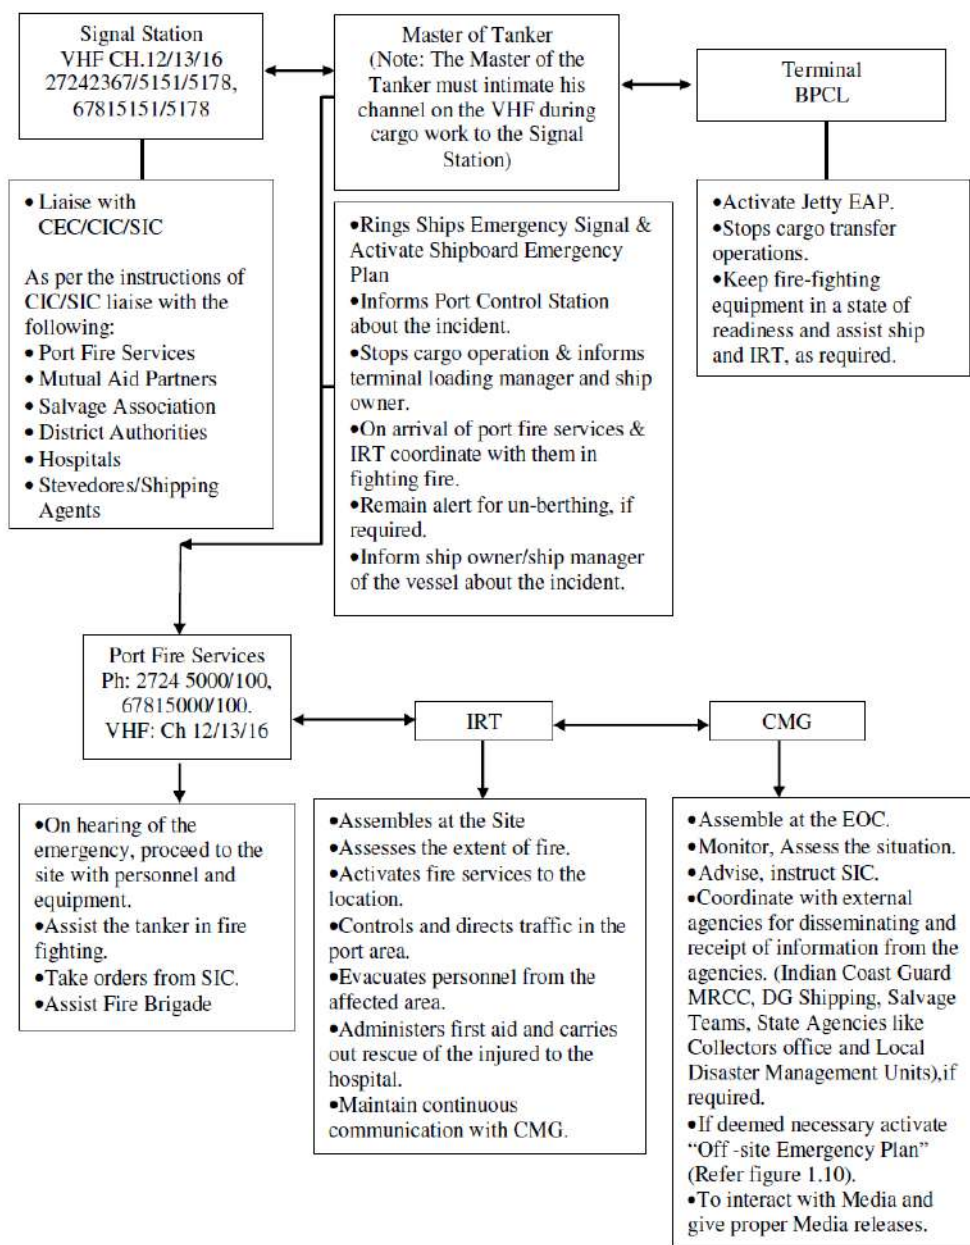 Signal Station
VHF CH.12/13/16
27242367/5151/5178,
67815151/5178
Master of Tanker
(Note: The Master of the
Tanker must intimate his
channel on the VHF during
cargo work to the Signal
Station)
Terminal
BPCL
• Liaise with
CEC/CIC/SIC
As per the instructions of
CIC/SIC liaise with the
following:
• Port Fire Services
• Mutual Aid Partners
• Salvage Association
• District Authorities
• Hospitals
• Stevedores/Shipping
Agents
•Rings Ships Emergency Signal &
Activate Shipboard Emergency
Plan
•Informs Port Control Station
about the incident.
•Stops cargo operation & informs
terminal loading manager and ship
owner.
•On arrival of port fire services &
IRT coordinate with them in
fighting fire.
•Remain alert for un-berthing, if
required.
•Inform ship owner/ship manager
of the vessel about the incident.
•Activate Jetty EAP.
•Stops cargo transfer
operations.
•Keep fire-fighting
equipment in a state of
readiness and assist ship
and IRT, as required.
Port Fire Services
Ph: 2724 5000/100,
67815000/100.
VHF: Ch 12/13/16
IRT
CMG
•On hearing of the
emergency, proceed to the
site with personnel and
equipment.
•Assist the tanker in fire
fighting.
•Take orders from SIC.
•Assist Fire Brigade
•Assembles at the Site
•Assesses the extent of fire.
•Activates fire services to the
location.
•Controls and directs traffic in the
port area.
•Evacuates personnel from the
affected area.
•Administers first aid and carries
out rescue of the injured to the
hospital.
•Maintain continuous
communication with CMG.
•Assemble at the EOC.
•Monitor, Assess the situation.
•Advise, instruct SIC.
•Coordinate with external
agencies for disseminating and
receipt of information from the
agencies. (Indian Coast Guard
MRCC, DG Shipping, Salvage
Teams, State Agencies like
Collectors office and Local
Disaster Management Units),if
required.
•If deemed necessary activate
“Off -site Emergency Plan”
(Refer figure 1.10).
•To interact with Media and
give proper Media releases.